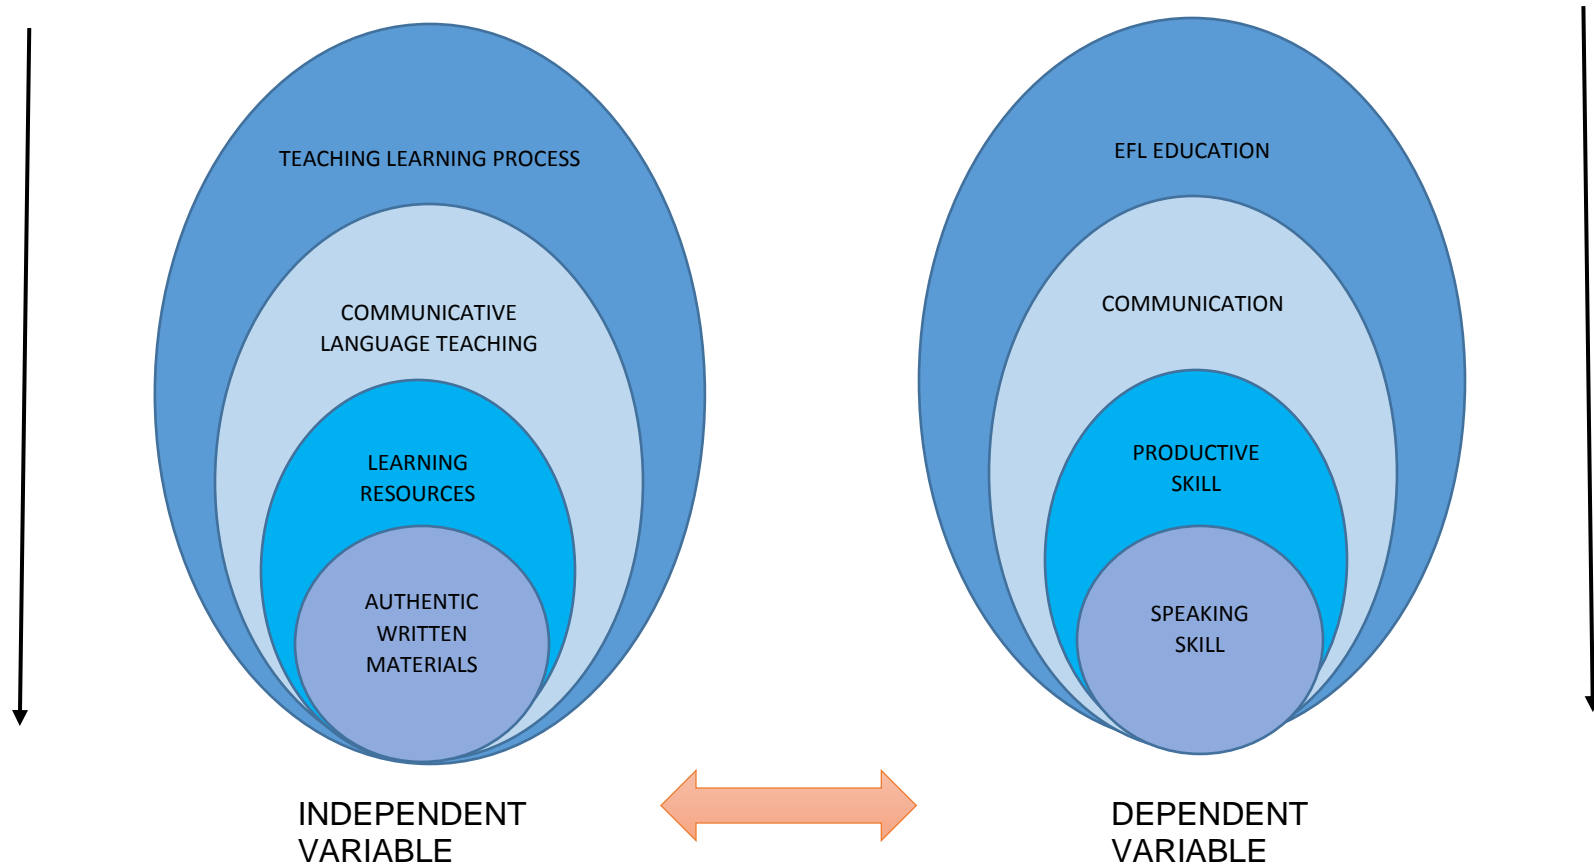 TEACHING LEARNING PROCESS
COMMUNICATIVE
LANGUAGE TEACHING
LEARNING
RESOURCES
AUTHENTIC
WRITTEN
MATERIALS
INDEPENDENT
VARIABLE
EFL EDUCATION
COMMUNICATION
PRODUCTIVE
SKILL
SPEAKING
SKILL
DEPENDENT
VARIABLE